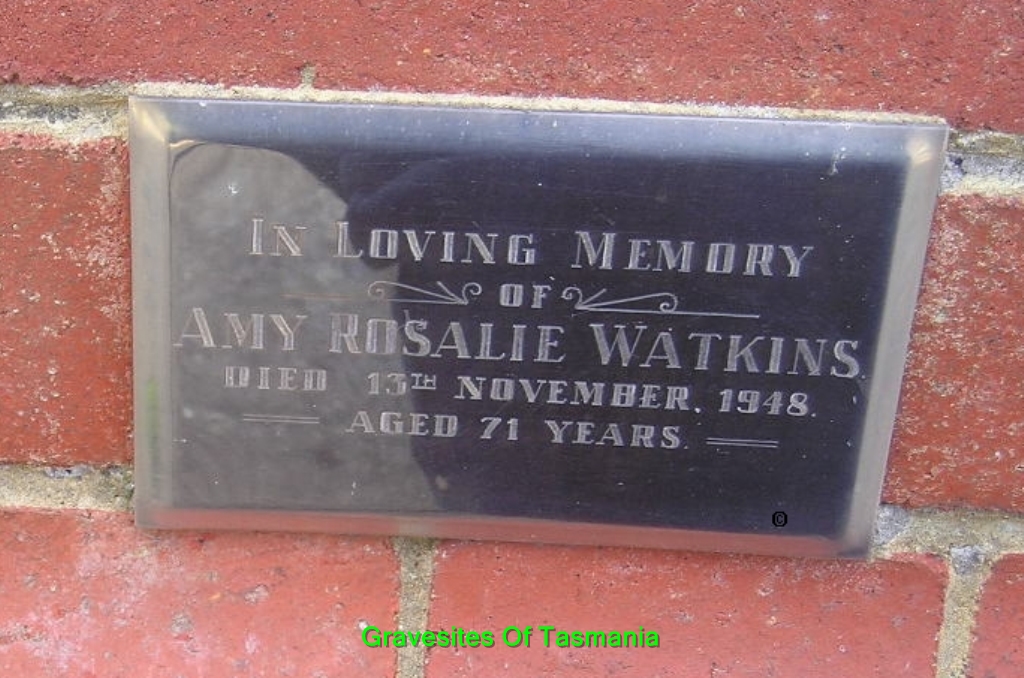 In Loving Memory
OF
Amy Rosalie Watkins
DIED 13TH NOVEMBER, 1948.
AGED 71 YEARS.
©
Gravesites Of Tasmania